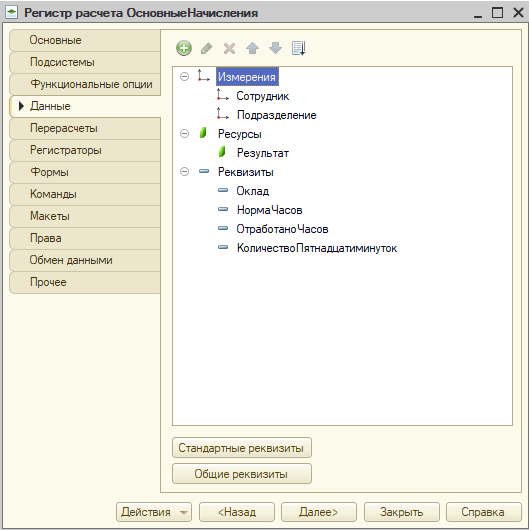 Регистр расчета ОсновныеНачисления
Основные
Подсистемы
Функциональные опции
Данные
Перерасчеты
Регистраторы
Формы
Команды
Макеты
Права
Обмен данными
Прочее
Измерения
Сотрудник
Подразделение
Ресурсы
Результат
Реквизиты
Оклад
НормаЧасов
ОтработаноЧасов
КоличествоПятнадцатиминуток
Стандартные реквизиты
Общие реквизиты
Действия
<Назад
Далее>
Закрыть
Справка